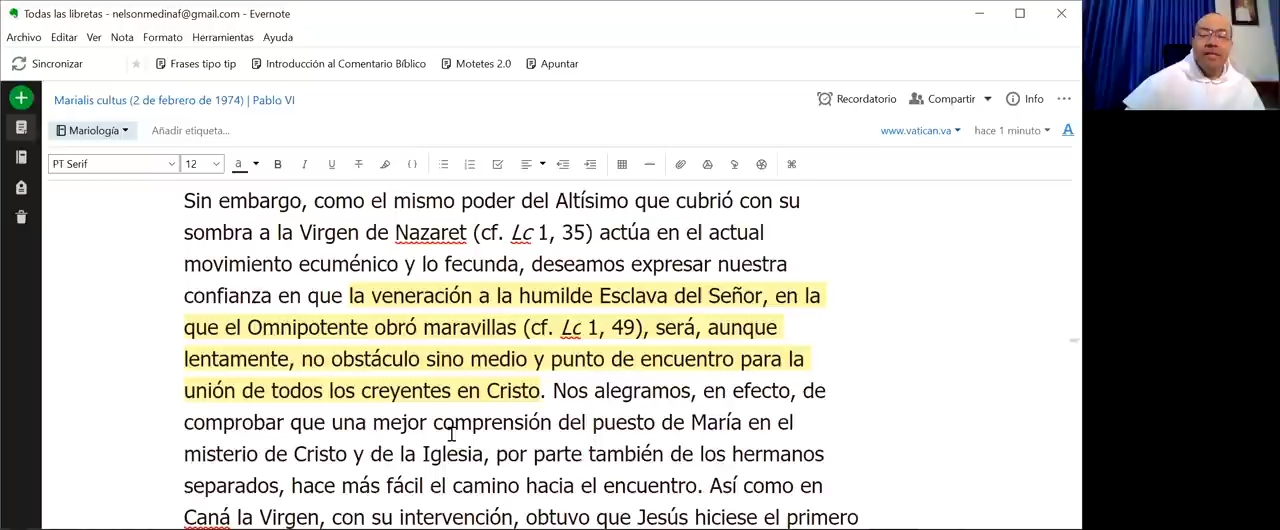 Todas las libretas - nelsonmedinaf@gmail.com - Evernote
Archivo Editar Ver Nota Formato Herramientas Ayuda
Sincronizar Frases tipo tip Introducción al Comentario Bíblico Motetes 2.0 Apuntar
Marialis cultus (2 de febrero de 1974) | Pablo VI Recordatorio Compartir Info
Mariología Añadir etiqueta... www.vatican.va hace 1 minuto A
PT Serif 12 a B I U T
Sin embargo, como el mismo poder del Altísimo que cubrió con su
sombra a la Virgen de Nazaret (cf. Lc 1, 35) actúa en el actual
movimiento ecuménico y lo fecunda, deseamos expresar nuestra
confianza en que la veneración a la humilde Esclava del Señor, en la
que el Omnipotente obró maravillas (cf. Lc 1, 49), será, aunque
lentamente, no obstáculo sino medio y punto de encuentro para la
unión de todos los creyentes en Cristo. Nos alegramos, en efecto, de
comprobar que una mejor comprensión del puesto de María en el
misterio de Cristo y de la Iglesia, por parte también de los hermanos
separados, hace más fácil el camino hacia el encuentro. Así como en
Caná la Virgen, con su intervención, obtuvo que Jesús hiciese el primero